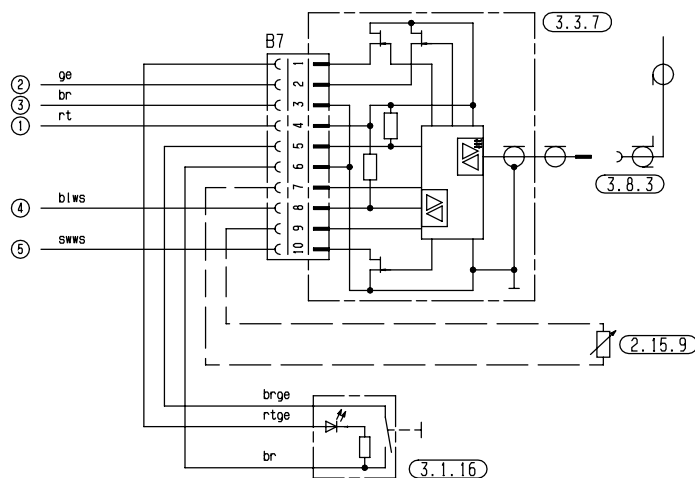 3.3.7
B7
1
② ge
2
③ br
3
① rt
4
5
3.8.3
6
7
④ blws
8
9
⑤ swws
10
2.15.9
brge
rtge
br
3.1.16